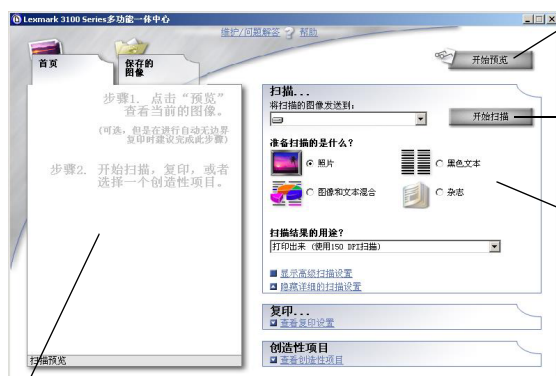 Lexmark 3100 Series多功能一体中心
维护/问题解答 ? 帮助
首页
保存的
图像
开始预览
步骤1. 点击“预览”
查看当前的图像。
(可选,但是在进行自动无边界
复印时建议完成此步骤)
步骤2. 开始扫描,复印,或者
选择一个创造性项目。
扫描预览
扫描...
将扫描的图像发送到:
开始扫描
准备扫描的是什么?
照片
黑色文本
图像和文本混合
杂志
扫描结果的用途?
打印出来 (使用150 DPI扫描)
显示高级扫描设置
隐藏详细的扫描设置
复印...
查看复印设置
创造性项目
查看创造性项目